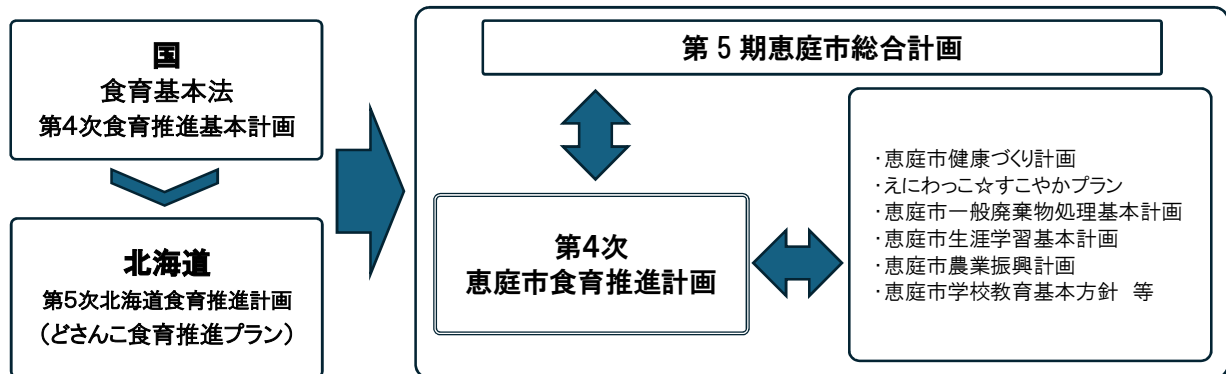 国
食育基本法
第4次食育推進基本計画
北海道
第5次北海道食育推進計画
(どさんこ食育推進プラン)
第5期恵庭市総合計画
第4次
恵庭市食育推進計画
・恵庭市健康づくり計画
・えにわっこ☆すこやかプラン
・恵庭市一般廃棄物処理基本計画
・恵庭市生涯学習基本計画
・恵庭市農業振興計画
・恵庭市学校教育基本方針　等